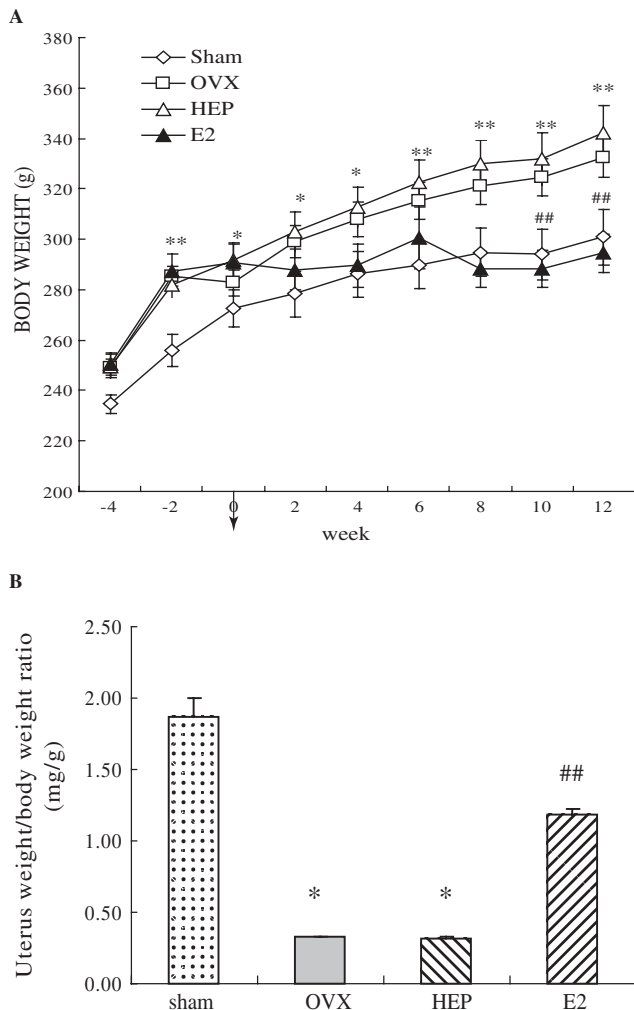 A
380
360
340
320
300
280
260
240
220
200
BODY WEIGHT (g)
Sham
OVX
HEP
E2
** * * * ** ** ** **
## ##
-4 -2 0 2 4 6 8 10 12
week
B
2.50
2.00
1.50
1.00
0.50
0.00
Uterus weight/body weight ratio
(mg/g)
* * ##
sham OVX HEP E2